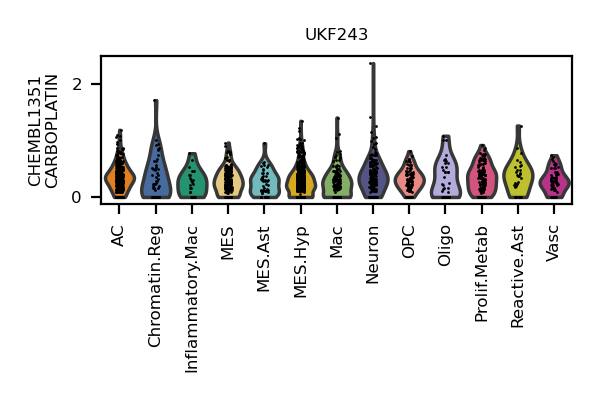 UKF243
CHEMBL1351
CARBOPLATIN
2
0
AC
Chromatin.Reg
Inflammatory.Mac
MES
MES.Ast
MES.Hyp
Mac
Neuron
OPC
Oligo
Prolif.Metab
Reactive.Ast
Vasc